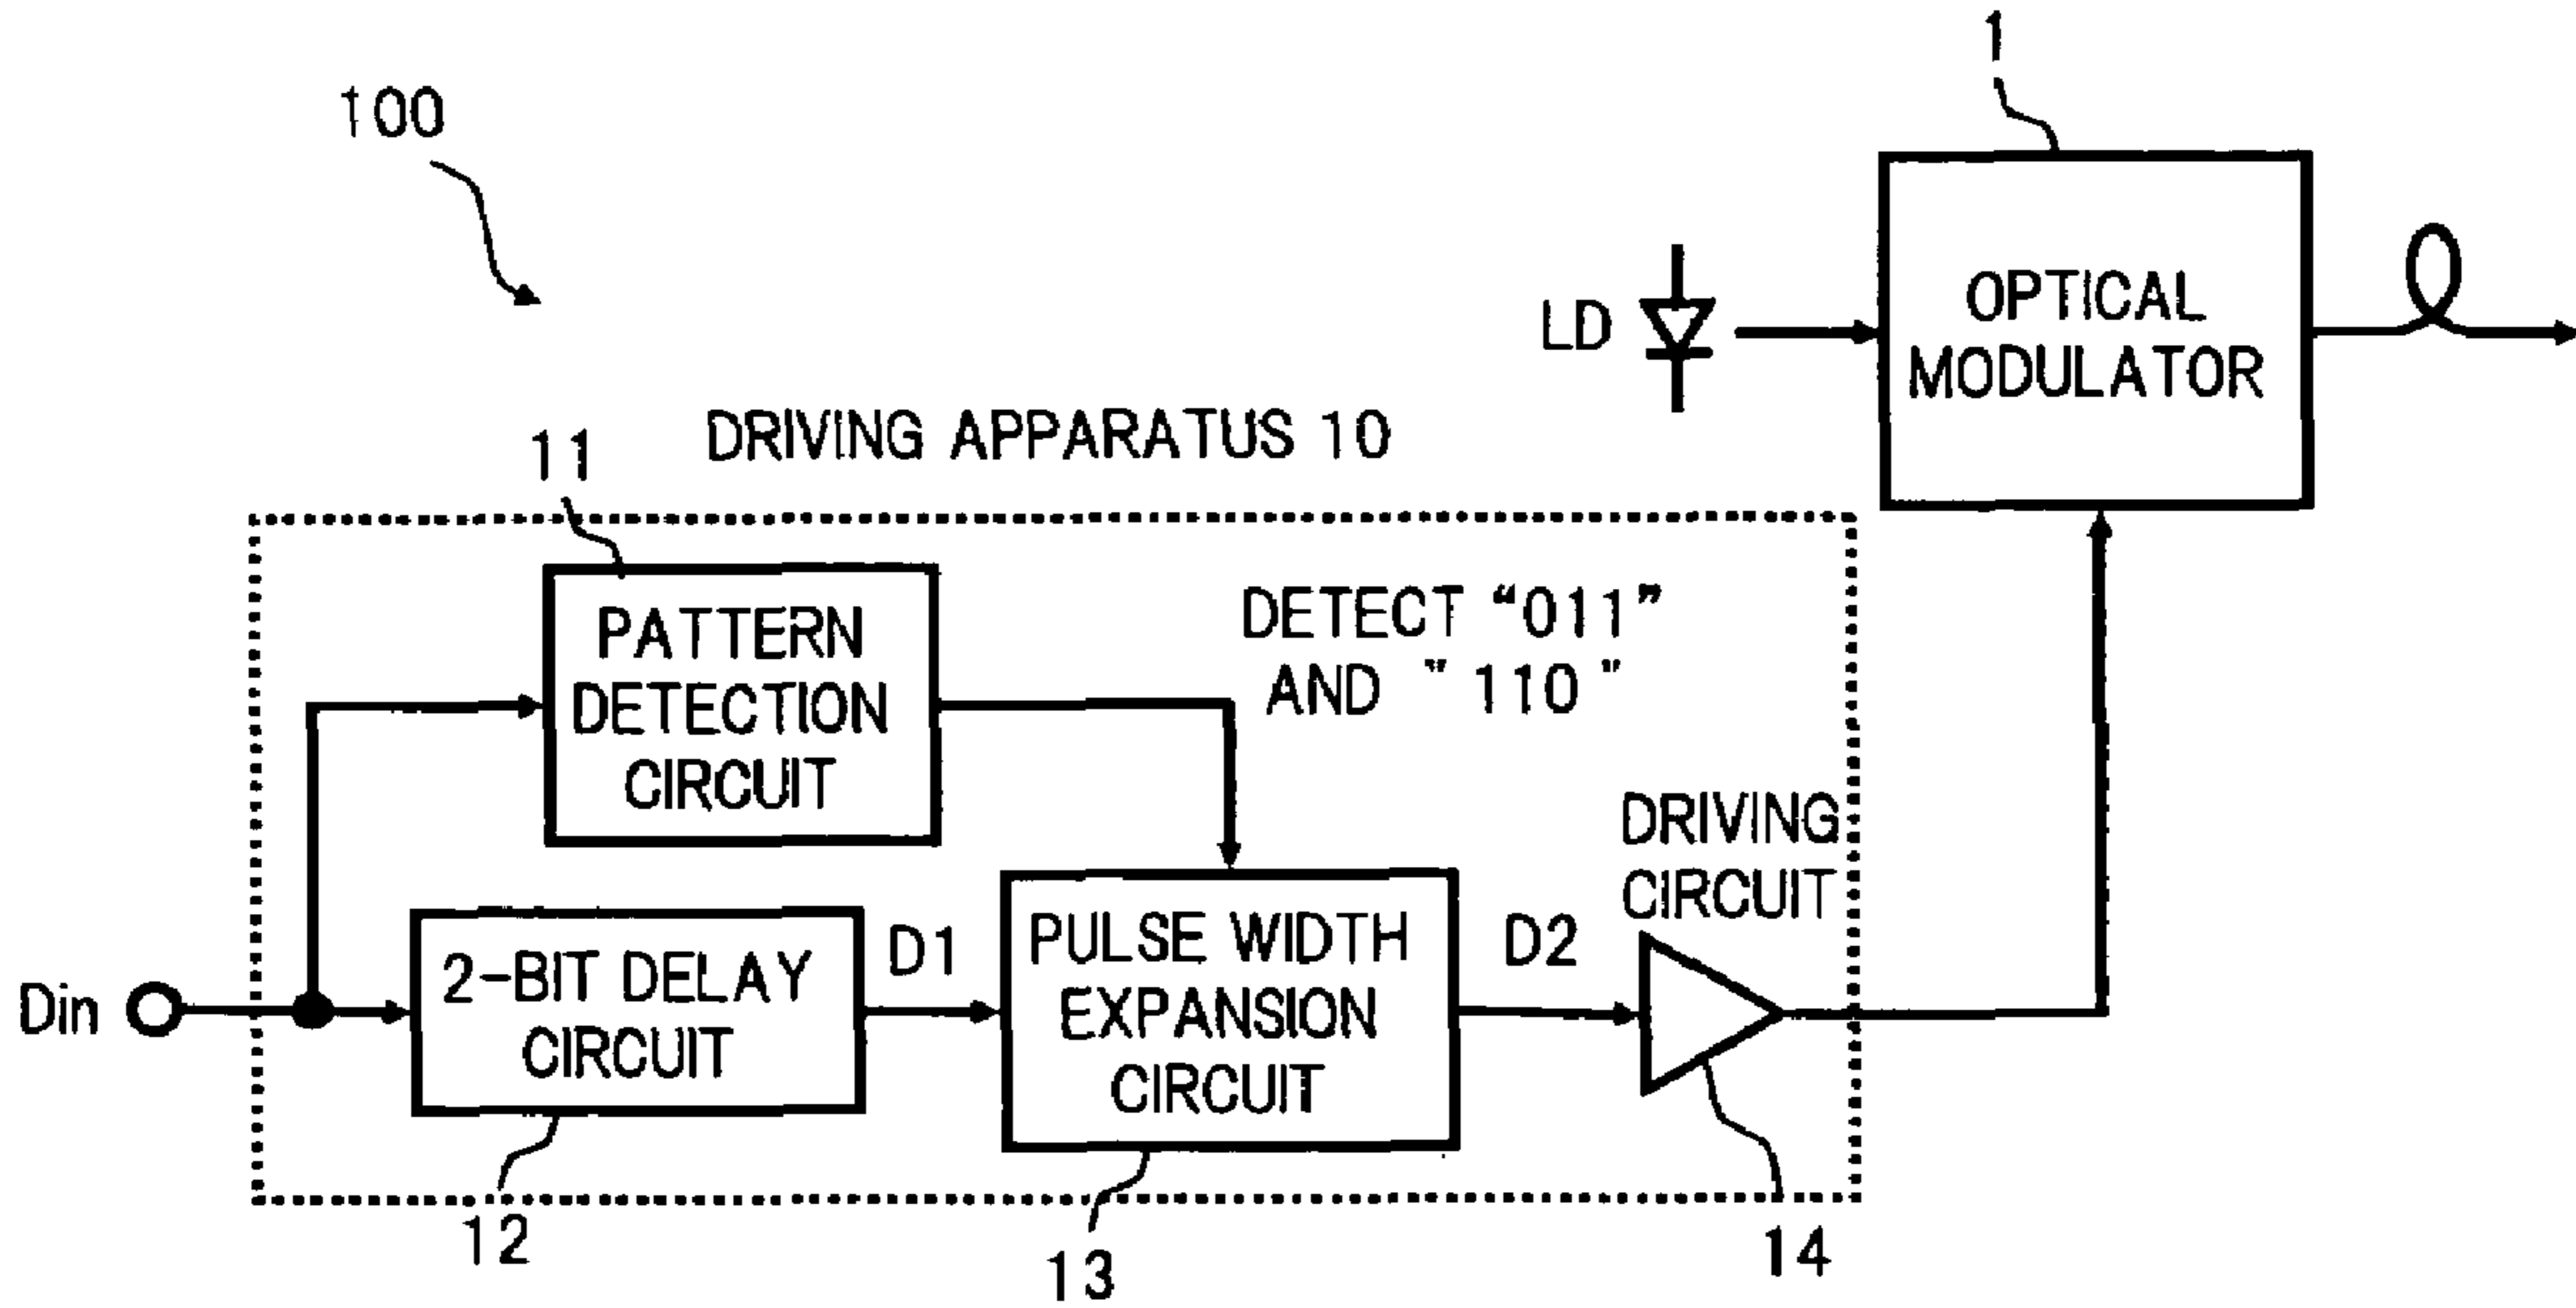 1
100
OPTICAL
MODULATOR
LD
DRIVING APPARATUS 10
11
PATTERN
DETECTION
CIRCUIT
DETECT “011”
AND " 110 "
DRIVING
CIRCUIT
Din
2-BIT DELAY
CIRCUIT
D1
PULSE WIDTH
EXPANSION
CIRCUIT
D2
12
13
14